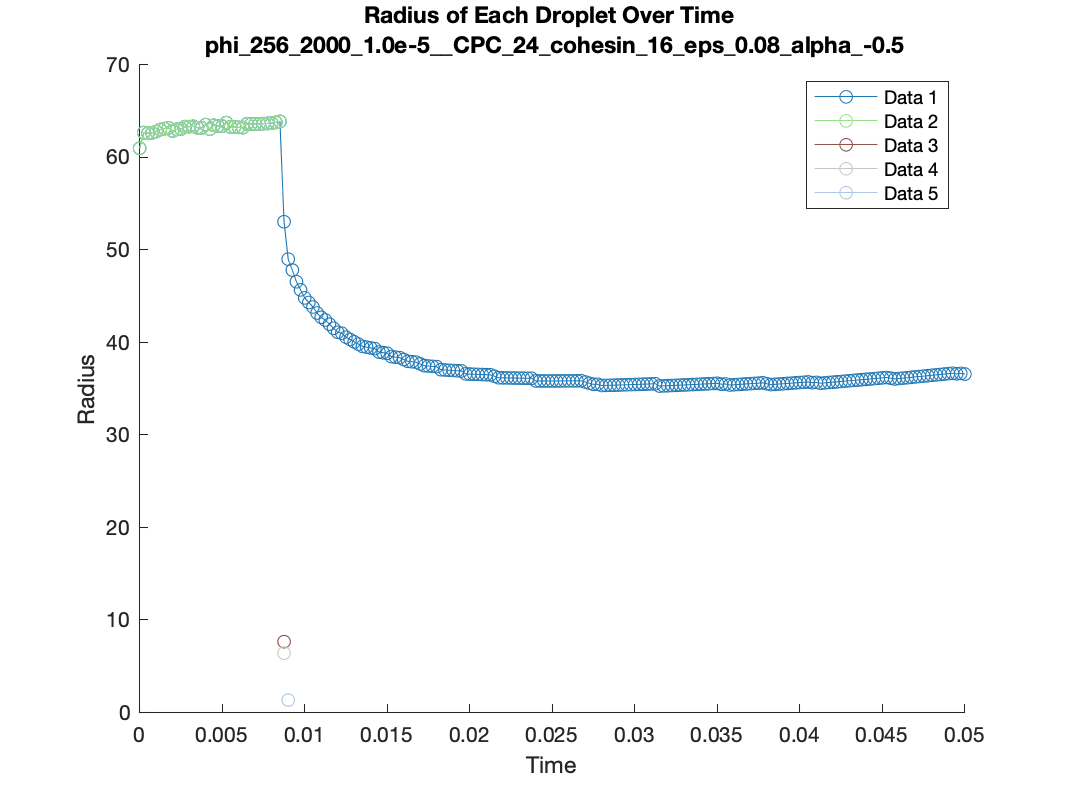 Radius of Each Droplet Over Time
phi_256_2000_1.0e-5__CPC_24_cohesin_16_eps_0.08_alpha_-0.5
70
60
50
40
30
20
10
0
Radius
Data 1
Data 2
Data 3
Data 4
Data 5
0 0.005 0.01 0.015 0.02 0.025 0.03 0.035 0.04 0.045 0.05
Time